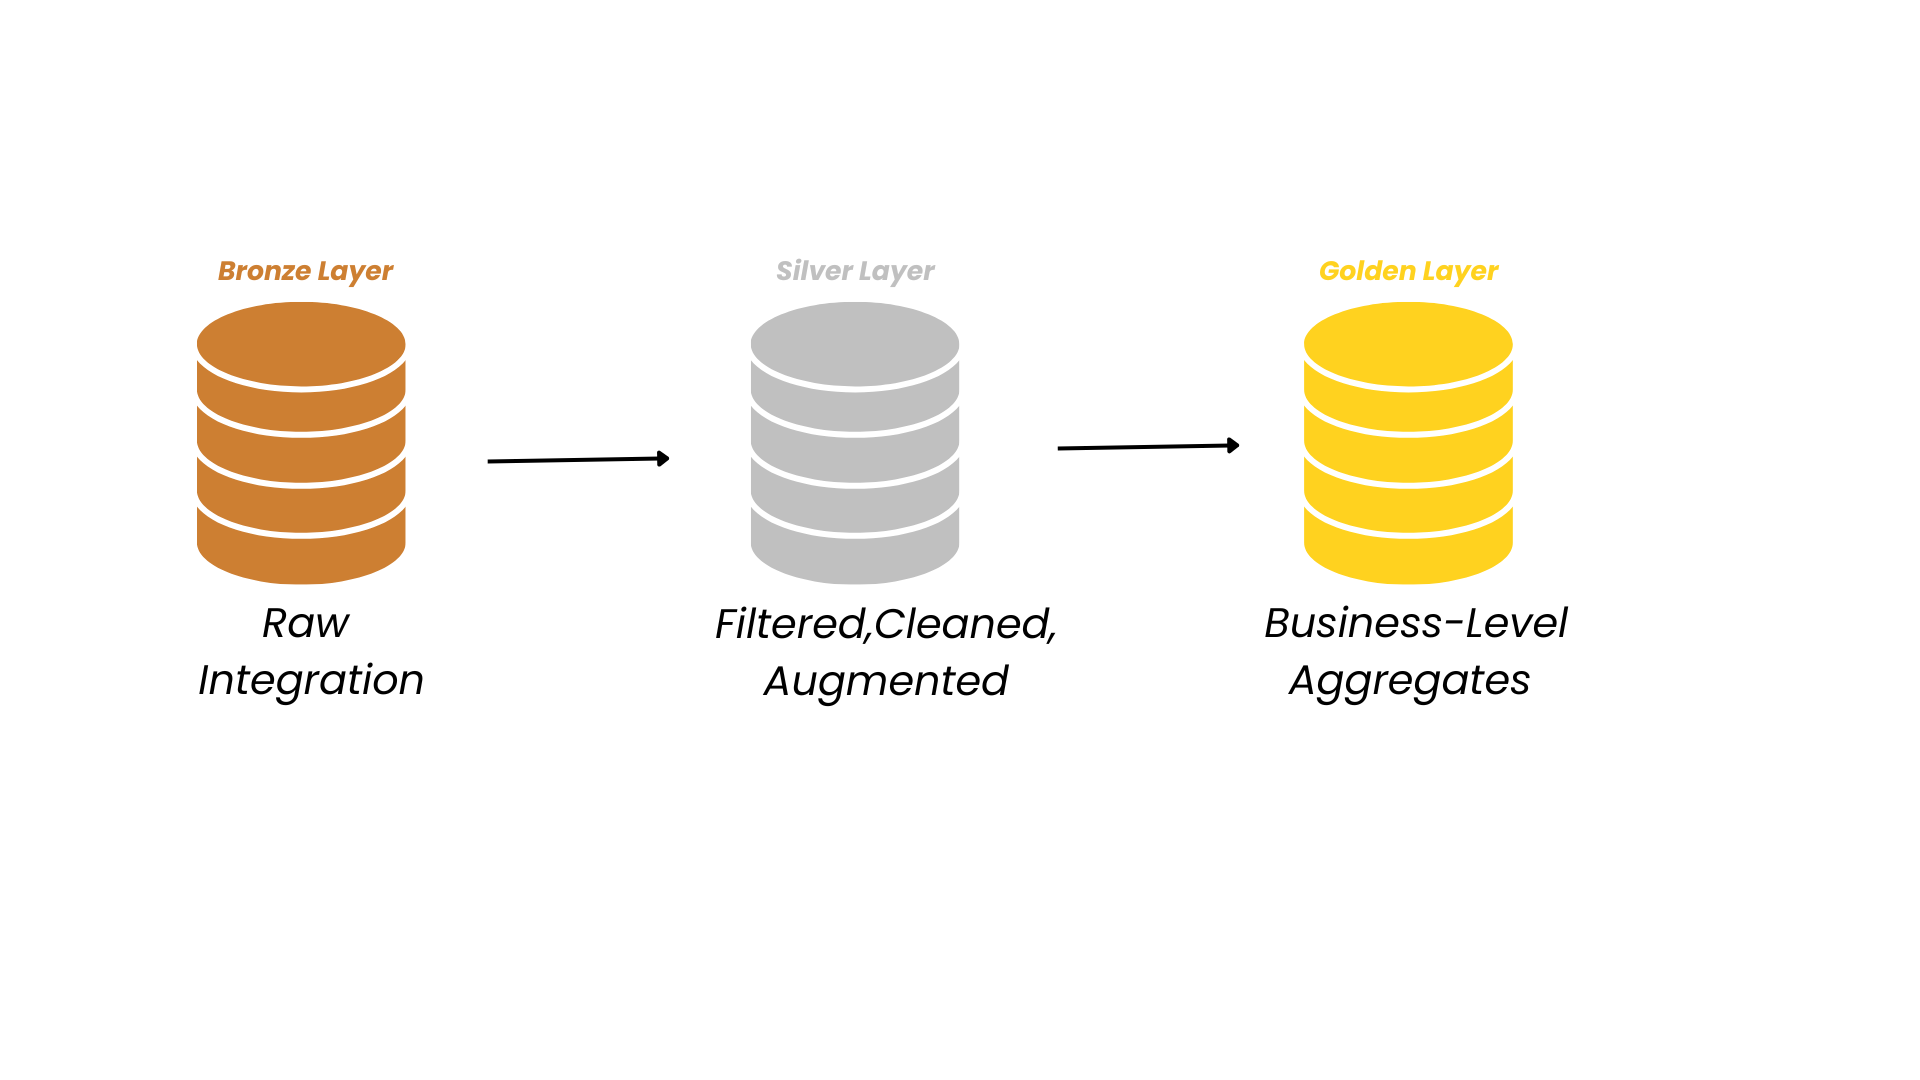 Bronze Layer
Silver Layer
Golden Layer
Raw
Integration
Filtered,Cleaned,
Augmented
Business-Level
Aggregates